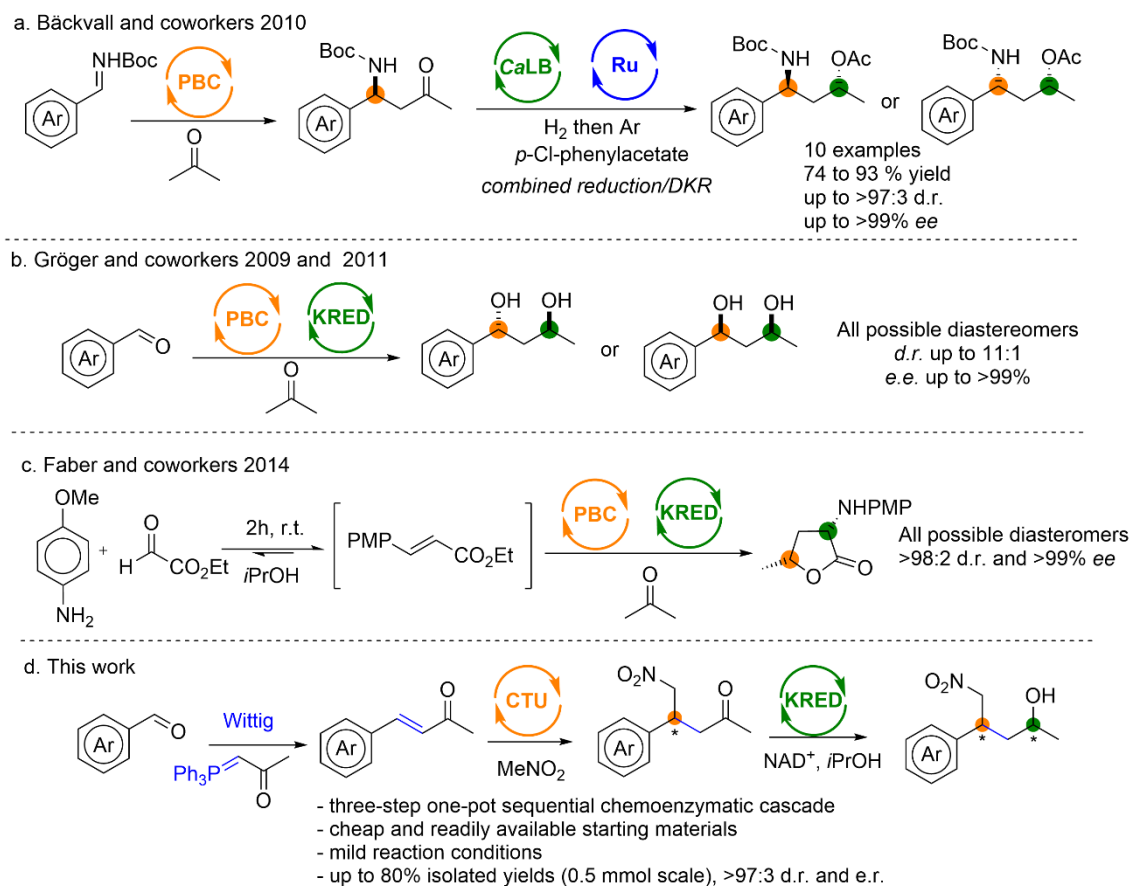 a. Bäckvall and coworkers 2010
NHBoc
N
Ar
PBC
O
Boc
NH
O
Ar
CaLB
Ru
H2 then Ar
p-Cl-phenylacetate
combined reduction/DKR
Boc
NH
OAc
Ar
or
Boc
NH
OAc
Ar
10 examples
74 to 93 % yield
up to >97:3 d.r.
up to >99% ee
b. Gröger and coworkers 2009 and 2011
Ar
O
PBC
KRED
O
OH
OH
Ar
or
OH
OH
Ar
All possible diastereomers
d.r. up to 11:1
e.e. up to >99%
c. Faber and coworkers 2014
OMe
NH2
+
O
H
CO2Et
2h, r.t.
iPrOH
PMP
CO2Et
PBC
KRED
O
NHPMP
O
O
All possible diasteromers
>98:2 d.r. and >99% ee
d. This work
Ar
O
Wittig
Ph3P
O
Ar
O
CTU
MeNO2
O2N
O
Ar
*
KRED
NAD+, iPrOH
O2N
OH
Ar
*
*
- three-step one-pot sequential chemoenzymatic cascade
- cheap and readily available starting materials
- mild reaction conditions
- up to 80% isolated yields (0.5 mmol scale), >97:3 d.r. and e.r.